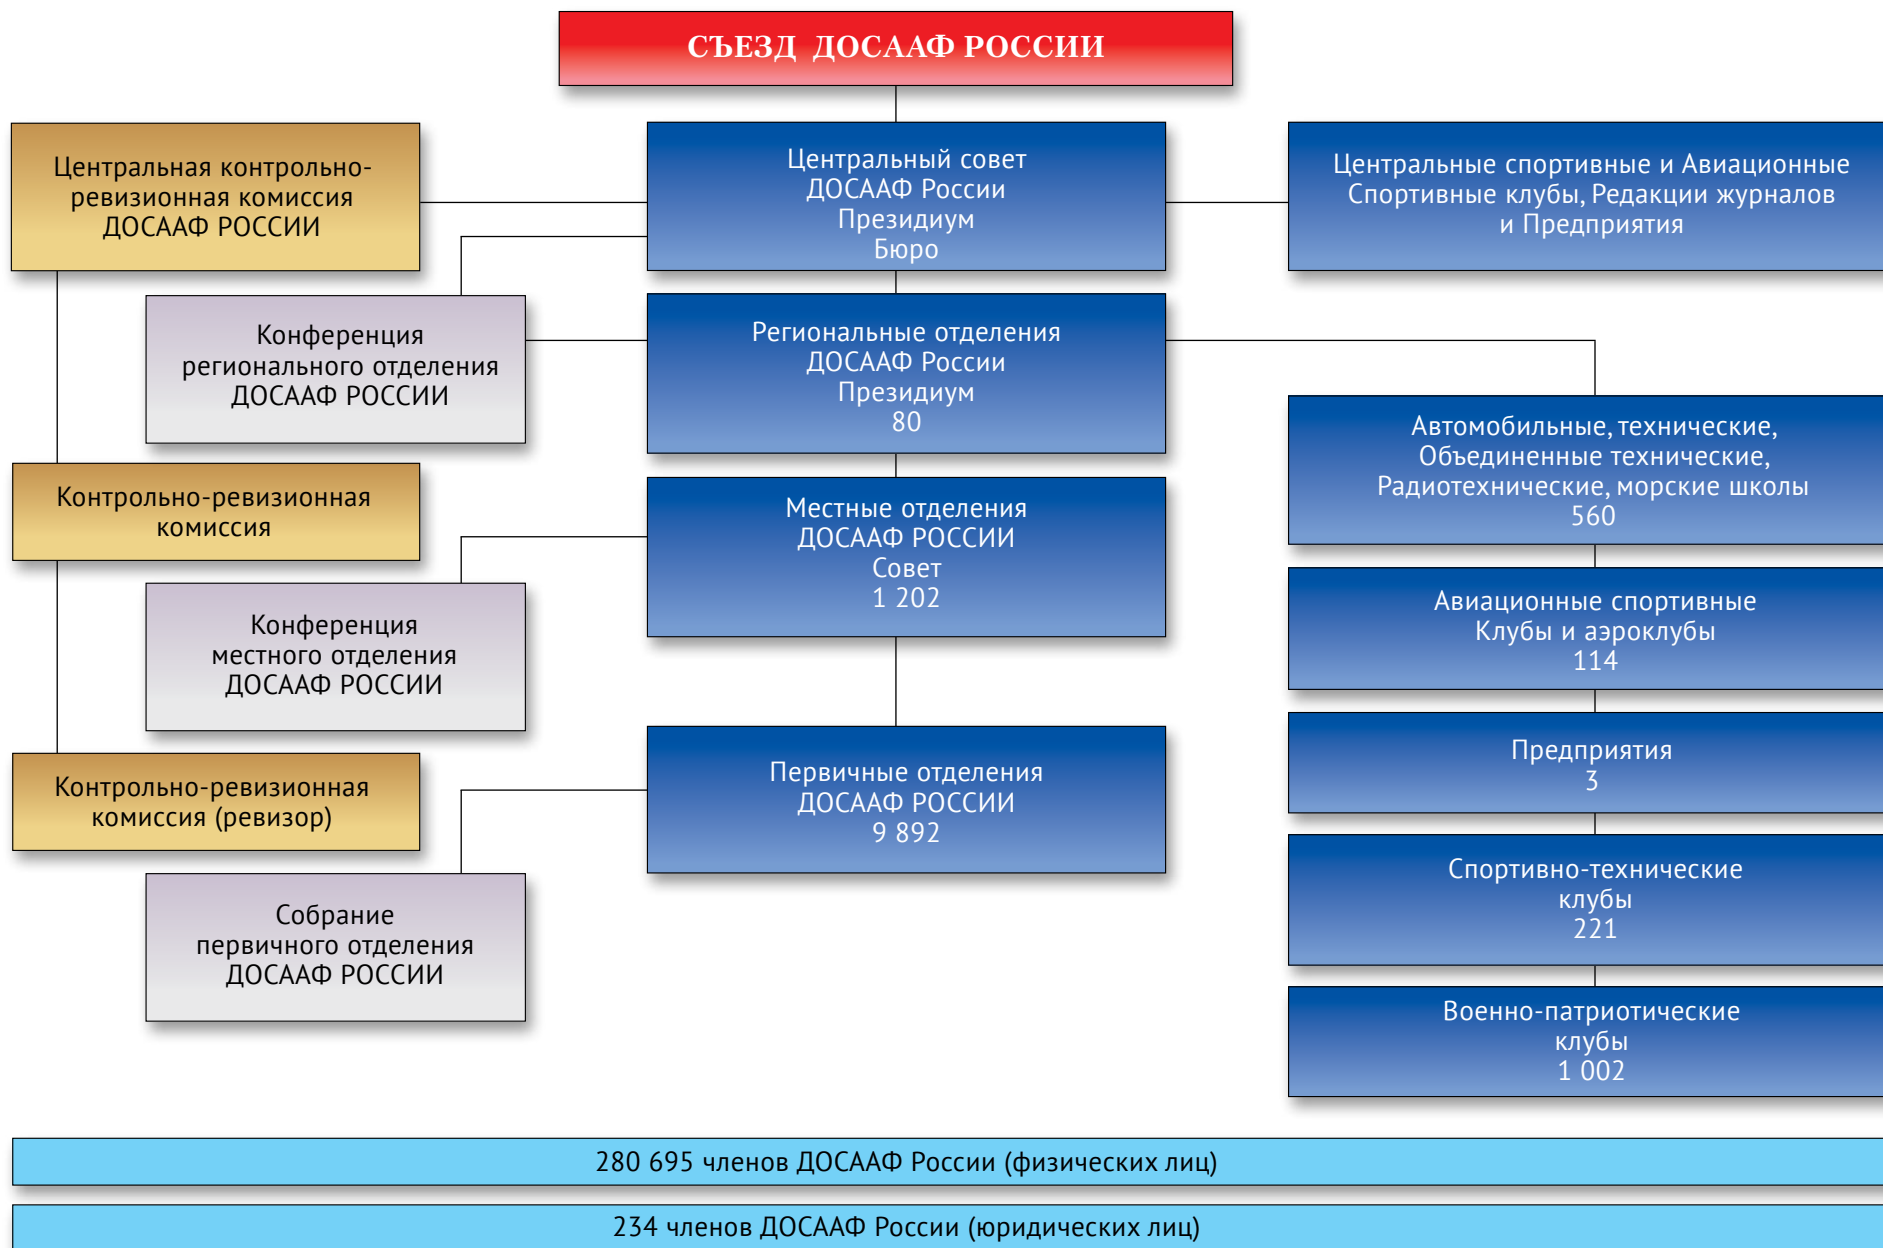 СЪЕЗД ДОСААФ РОССИИ
Центральная контрольно-
ревизионная комиссия
ДОСААФ РОССИИ
Центральный совет
ДОСААФ России
Президиум
Бюро
Центральные спортивные и Авиационные
Спортивные клубы, Редакции журналов
и Предприятия
Конференция
регионального отделения
ДОСААФ РОССИИ
Региональные отделения
ДОСААФ России
Президиум
80
Автомобильные, технические,
Объединенные технические,
Радиотехнические, морские школы
560
Контрольно-ревизионная
комиссия
Местные отделения
ДОСААФ РОССИИ
Совет
1 202
Конференция
местного отделения
ДОСААФ РОССИИ
Авиационные спортивные
Клубы и аэроклубы
114
Предприятия
3
Контрольно-ревизионная
комиссия (ревизор)
Первичные отделения
ДОСААФ РОССИИ
9 892
Спортивно-технические
клубы
221
Собрание
первичного отделения
ДОСААФ РОССИИ
Военно-патриотические
клубы
1 002
280 695 членов ДОСААФ России (физических лиц)
234 членов ДОСААФ России (юридических лиц)